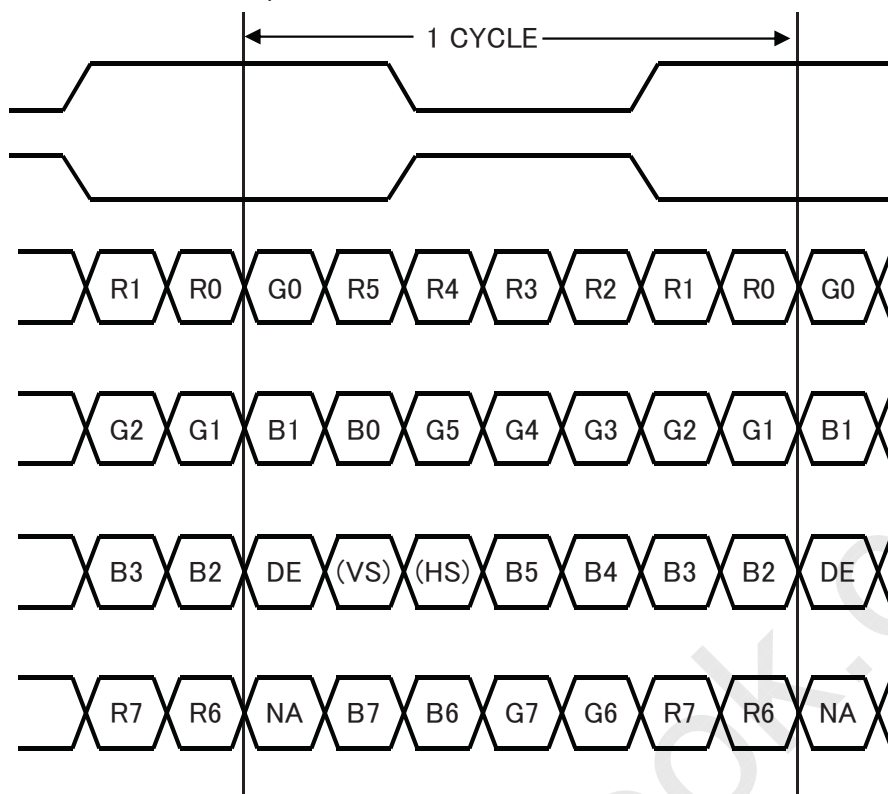 1 CYCLE
R1 R0 G0 R5 R4 R3 R2 R1 R0 G0
G2 G1 B1 B0 G5 G4 G3 G2 G1 B1
B3 B2 DE (VS) (HS) B5 B4 B3 B2 DE
R7 R6 NA B7 B6 G7 G6 R7 R6 NA